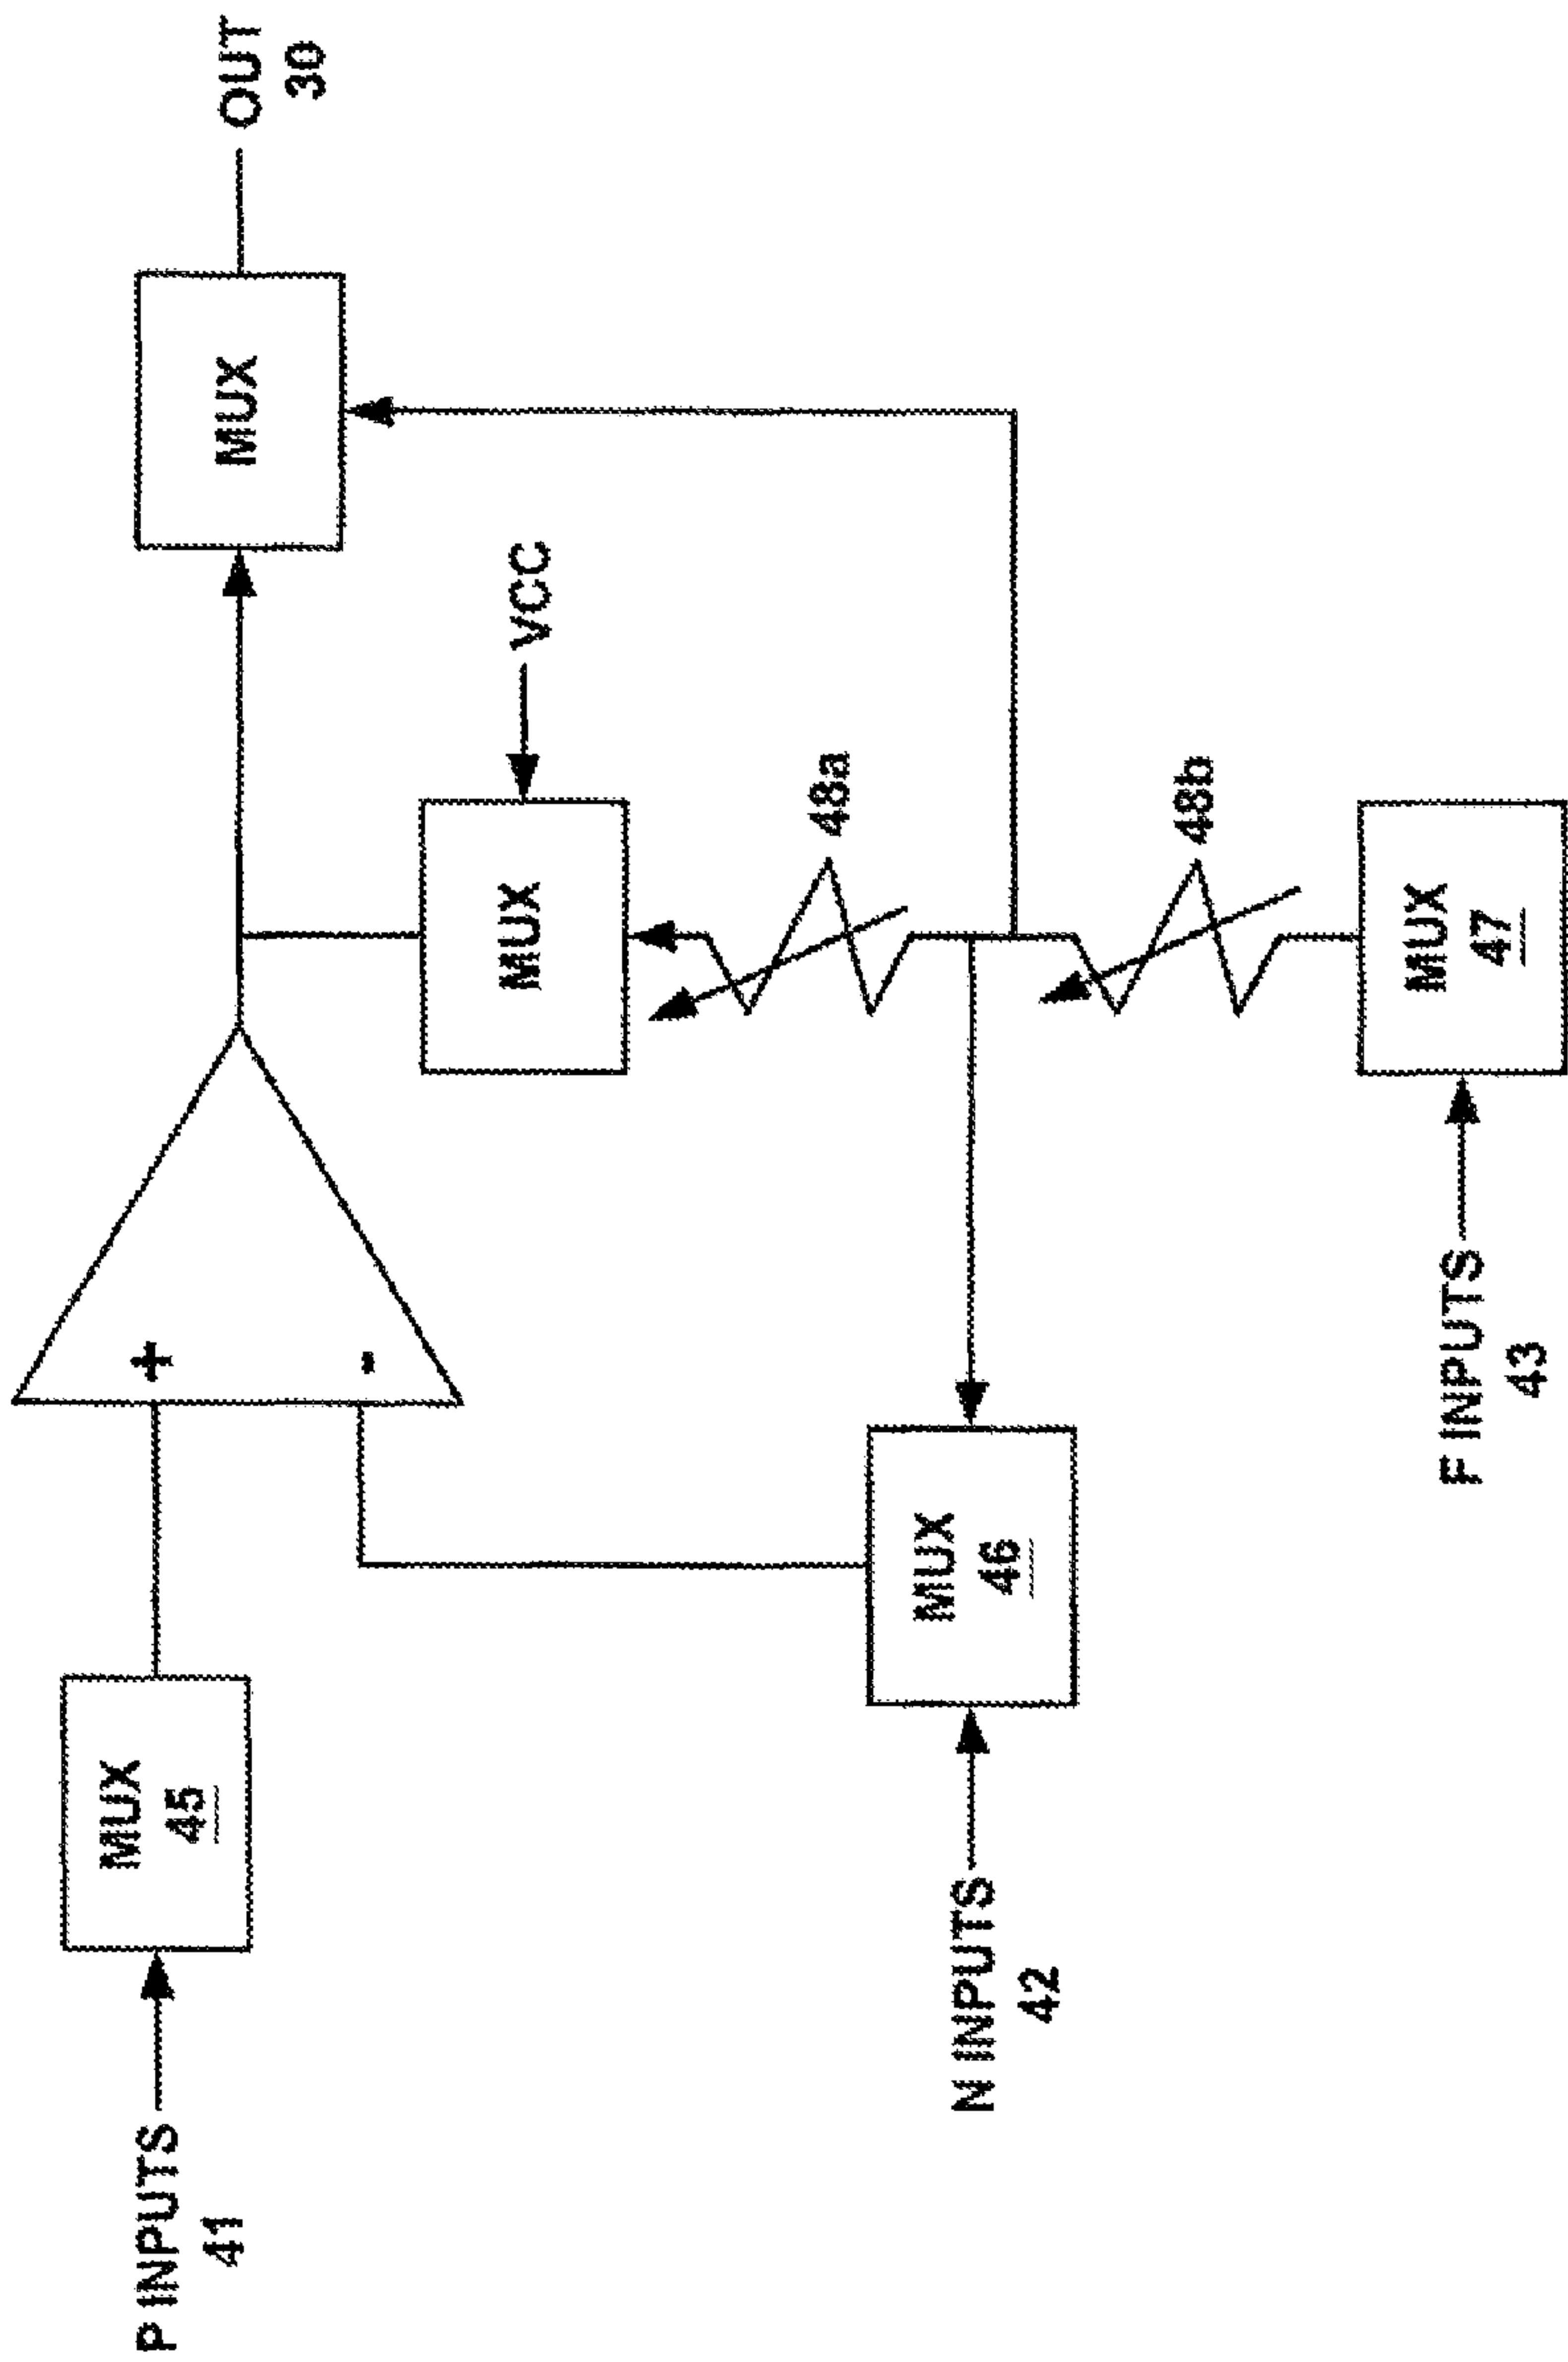 P INPUTS
41
MUX
45
+
-
MUX
OUT
30
MUX
VCC
48a
N INPUTS
42
MUX
46
48b
F INPUTS
43
MUX
47